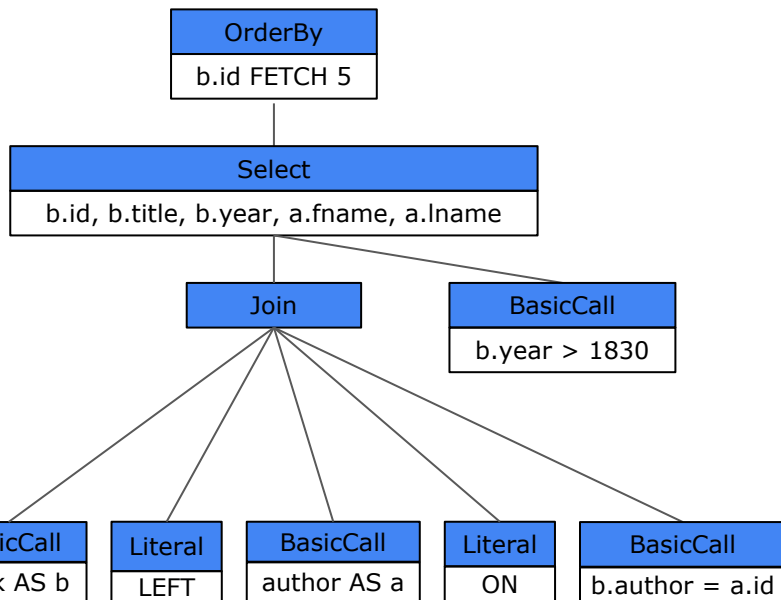 OrderBy
b.id FETCH 5
Select
b.id, b.title, b.year, a.fname, a.lname
Join
BasicCall
b.year > 1830
Literal
BasicCall
Literal
BasicCall
AS b
LEFT
author AS a
ON
b.author = a.id